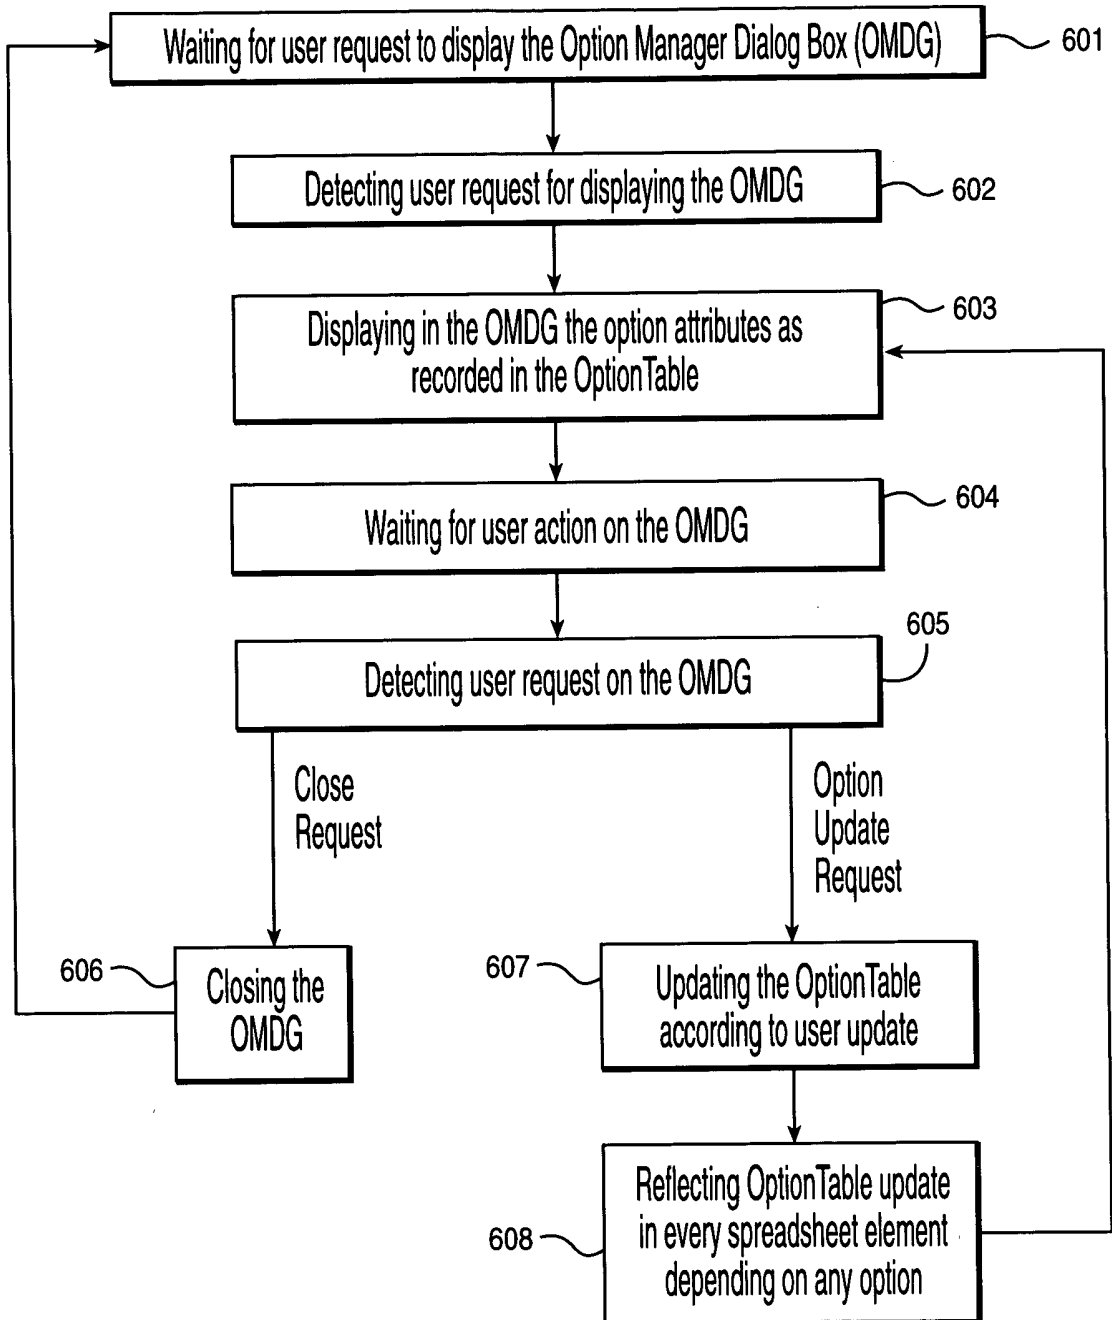 Waiting for user request to display the Option Manager Dialog Box (OMDG)
601
Detecting user request for displaying the OMDG
602
Displaying in the OMDG the option attributes as
recorded in the OptionTable
603
Waiting for user action on the OMDG
604
Detecting user request on the OMDG
605
Close
Request
Option
Update
Request
606
Closing the
OMDG
607
Updating the OptionTable
according to user update
608
Reflecting OptionTable update
in every spreadsheet element
depending on any option